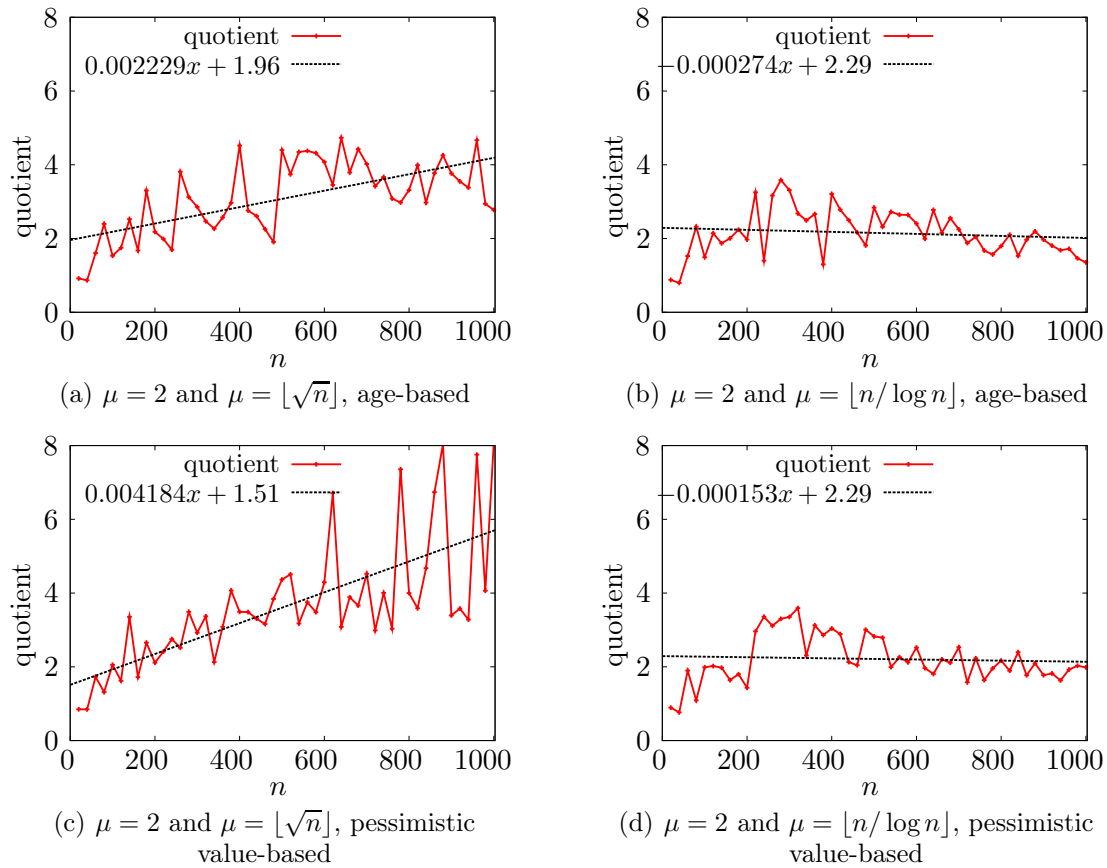 quotient
0.002229x + 1.96
8
6
4
2
0
quotient
0 200 400 600 800 1000
n
(a) μ = 2 and μ = ⌊√n⌋, age-based
quotient
−0.000274x + 2.29
8
6
4
2
0
quotient
0 200 400 600 800 1000
n
(b) μ = 2 and μ = ⌊n/ log n⌋, age-based
quotient
0.004184x + 1.51
8
6
4
2
0
quotient
0 200 400 600 800 1000
n
(c) μ = 2 and μ = ⌊√n⌋, pessimistic
value-based
quotient
−0.000153x + 2.29
8
6
4
2
0
quotient
0 200 400 600 800 1000
n
(d) μ = 2 and μ = ⌊n/ log n⌋, pessimistic
value-based